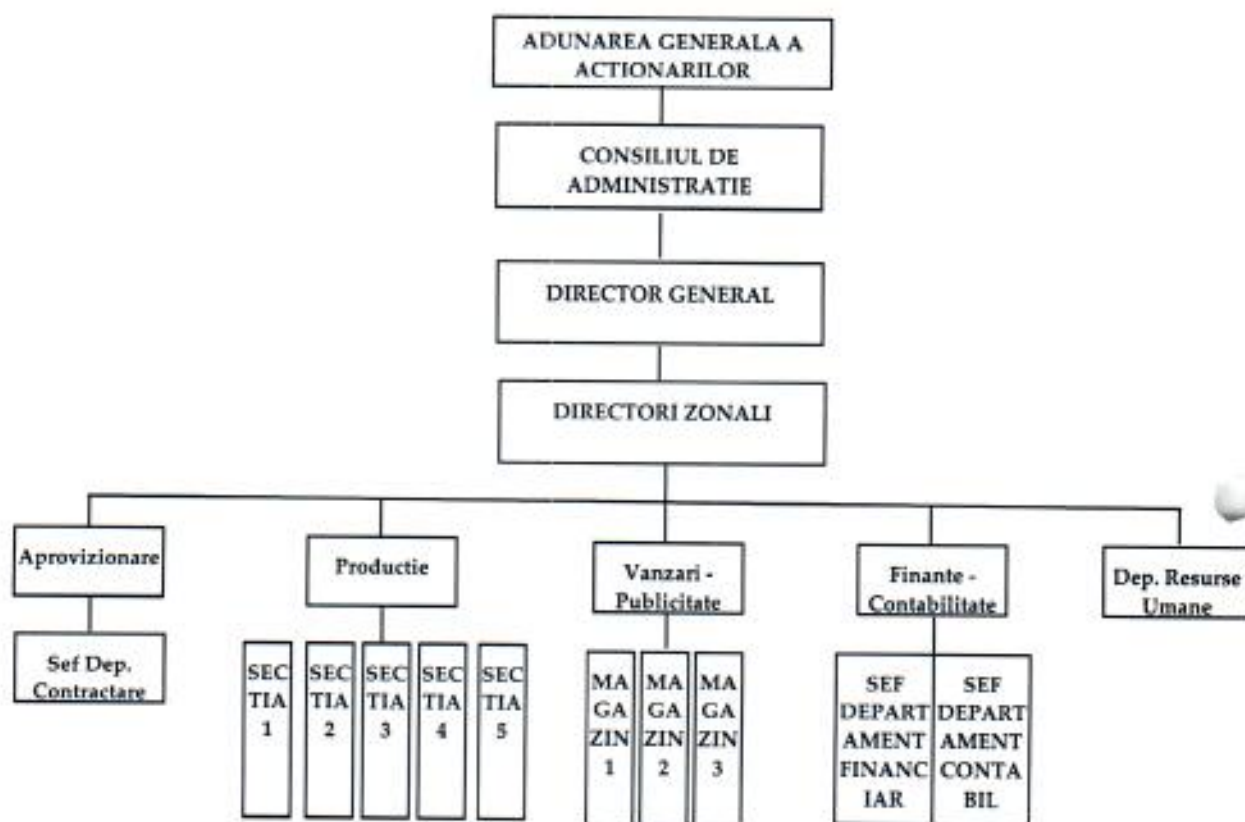 ADUNAREA GENERALA A
ACTIONARILOR
CONSILIUL DE
ADMINISTRATIE
DIRECTOR GENERAL
DIRECTORI ZONALI
Aprovizionare
Productie
Vanzari -
Publicitate
Finante -
Contabilitate
Dep. Resurse
Umane
Sef Dep.
Contractare
SEC
TIA
1
SEC
TIA
2
SEC
TIA
3
SEC
TIA
4
SEC
TIA
5
MA
GA
ZIN
1
MA
GA
ZIN
2
MA
GA
ZIN
3
SEF
DEPART
AMENT
FINANC
IAR
SEF
DEPART
AMENT
CONTA
BIL